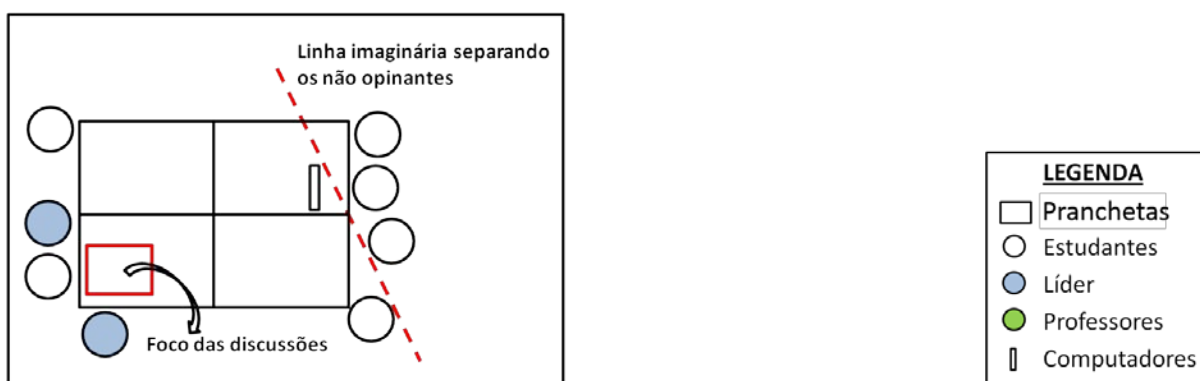 Linha imaginária separando
os não opinantes
Foco das discussões
LEGENDA
Pranchetas
Estudantes
Líder
Professores
Computadores